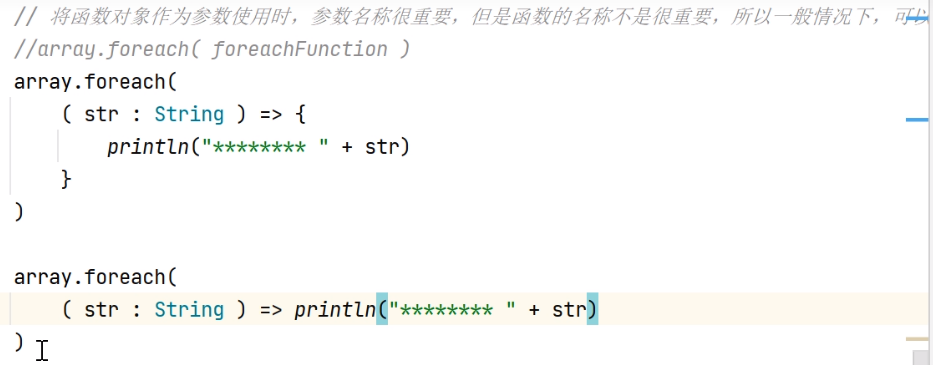 // 将函数对象作为参数使用时，参数名称很重要，但是函数的名称不是很重要，所以一般情况下，可以
//array.foreach( foreachFunction )
array.foreach(
( str : String ) => {
println("******** " + str)
}
)
array.foreach(
( str : String ) => println("******** " + str)
)